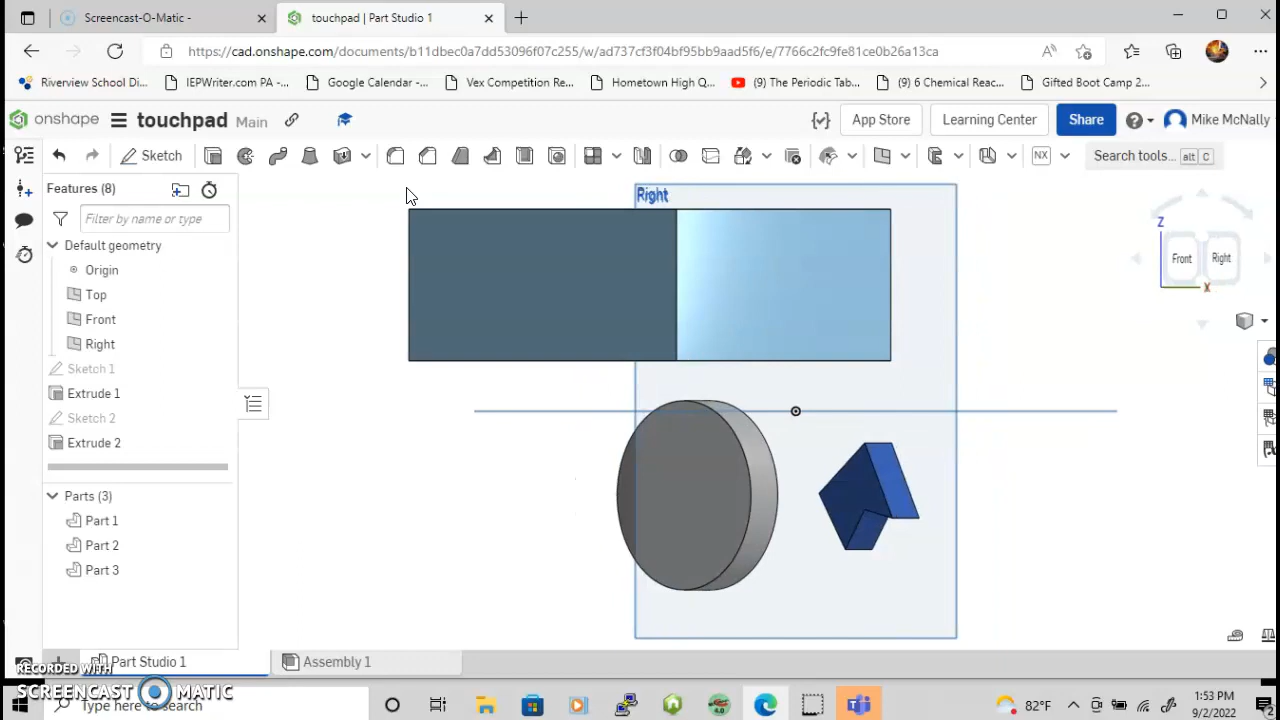 Screencast-O-Matic -
touchpad | Part Studio 1
https://cad.onshape.com/documents/b11dbec0a7dd53096f07c255/w/ad737cf3f04bf95bb9aad5f6/e/7766c2fc9fe81ce0b26a13ca
Riverview School Di...
IEPWriter.com PA -...
Google Calendar -...
Vex Competition Re...
Hometown High Q...
(9) The Periodic Tab...
(9) 6 Chemical Reac...
Gifted Boot Camp 2...
onshape
touchpad Main
App Store
Learning Center
Share
Mike McNally
Sketch
NX
Search tools... alt C
Features (8)
Filter by name or type
Default geometry
Origin
Top
Front
Right
Sketch 1
Extrude 1
Sketch 2
Extrude 2
Parts (3)
Part 1
Part 2
Part 3
Right
Z
Front
Right
X
Part Studio 1
Assembly 1
RECORDED WITH
SCREENCAST MATIC
Type here to search
4.0
82°F
1:53 PM
9/2/2022
2